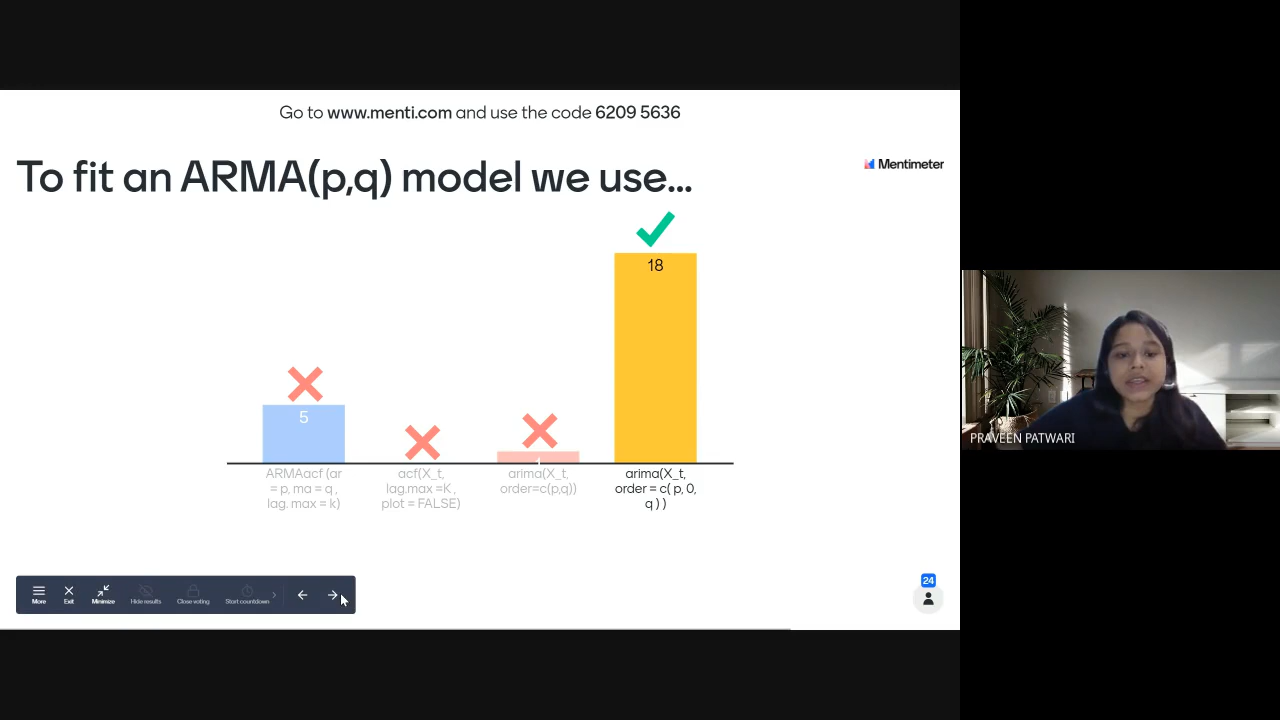 Go to www.menti.com and use the code 6209 5636
To fit an ARMA(p,q) model we use...
Mentimeter
18
5
1
ARMAacf (ar
= p, ma = q ,
lag. max = k)
acf(X_t,
lag.max =K ,
plot = FALSE)
arima(X_t,
order=c(p,q))
arima(X_t,
order = c( p, 0,
q ) )
More
Exit
Minimize
Hide results
Close voting
Start countdown
24
PRAVEEN PATWARI